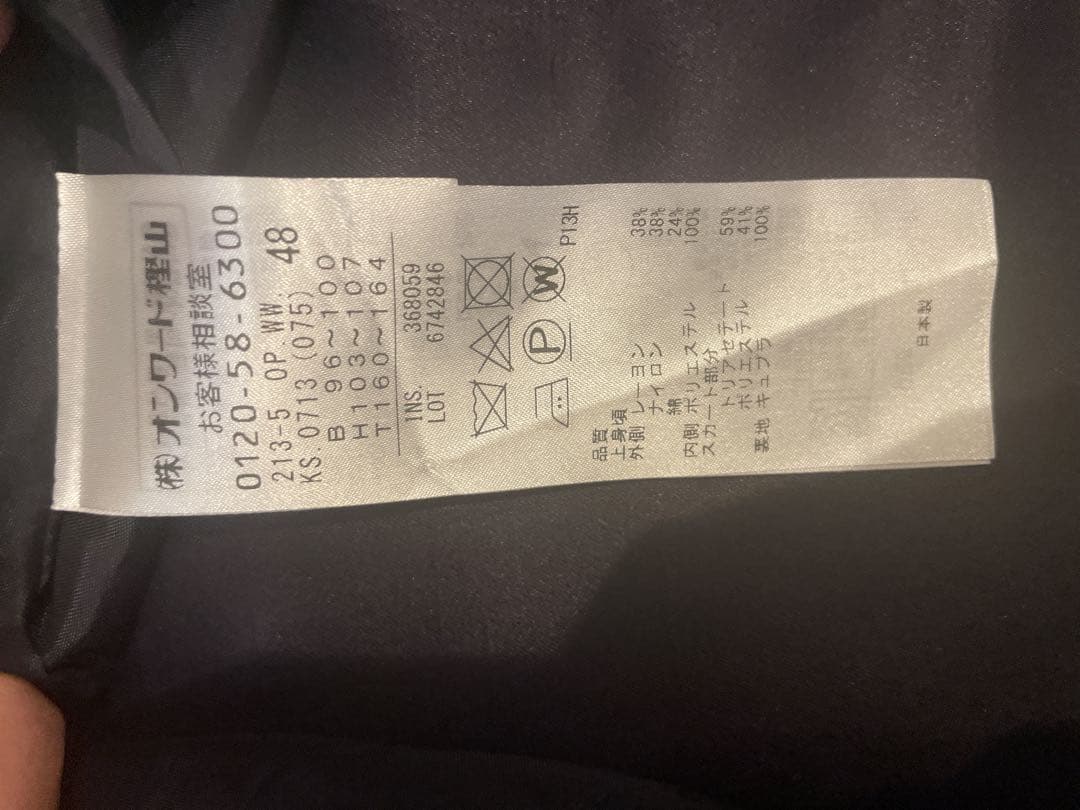 (株)オンワード樫山
お客様相談室
0120-58-6300
213-5 OP WW 48
KS 0713 (075)
B 96〜100
H 103〜107
T 160〜164
INS. 368059
LOT 6742846
P
W
P13H
品質
上身頃
外側 レーヨン 38%
ナイロン 38%
綿 24%
内側 ポリエステル 100%
スカート部分
トリアセテート 59%
ポリエステル 41%
裏地 キュプラ 100%
日本製